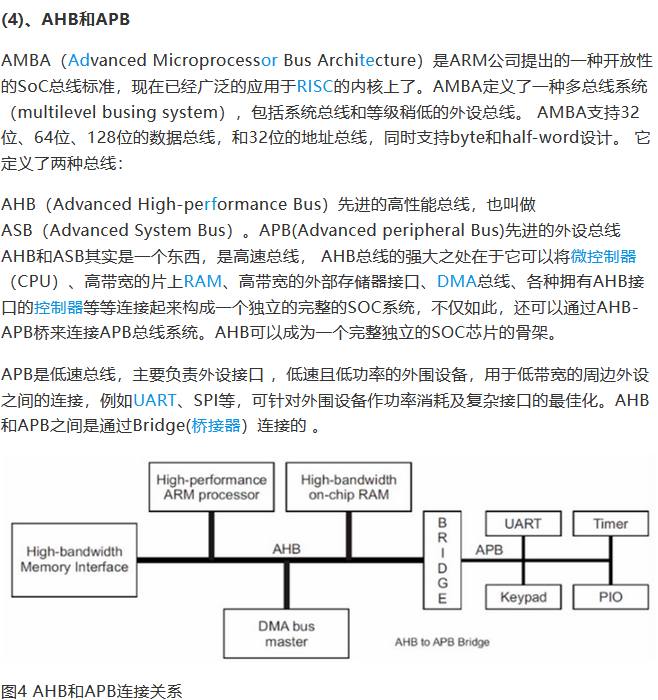 (4)、AHB和APB
AMBA（Advanced Microprocessor Bus Architecture）是ARM公司提出的一种开放性
的SoC总线标准，现在已经广泛的应用于RISC的内核上了。AMBA定义了一种多总线系统
（multilevel busing system），包括系统总线和等级稍低的外设总线。 AMBA支持32
位、64位、128位的数据总线，和32位的地址总线，同时支持byte和half-word设计。 它
定义了两种总线：
AHB（Advanced High-performance Bus）先进的高性能总线，也叫做
ASB（Advanced System Bus）。APB(Advanced peripheral Bus)先进的外设总线
AHB和ASB其实是一个东西，是高速总线， AHB总线的强大之处在于它可以将微控制器
（CPU）、高带宽的片上RAM、高带宽的外部存储器接口、DMA总线、各种拥有AHB接
口的控制器等等连接起来构成一个独立的完整的SOC系统，不仅如此，还可以通过AHB-
APB桥来连接APB总线系统。AHB可以成为一个完整独立的SOC芯片的骨架。
APB是低速总线，主要负责外设接口 ，低速且低功率的外围设备，用于低带宽的周边外设
之间的连接，例如UART、SPI等，可针对外围设备作功率消耗及复杂接口的最佳化。AHB
和APB之间是通过Bridge(桥接器）连接的 。
High-performance
ARM processor
High-bandwidth
on-chip RAM
High-bandwidth
Memory Interface
AHB
BRIDGE
APB
UART
Timer
Keypad
PIO
DMA bus
master
AHB to APB Bridge
图4 AHB和APB连接关系